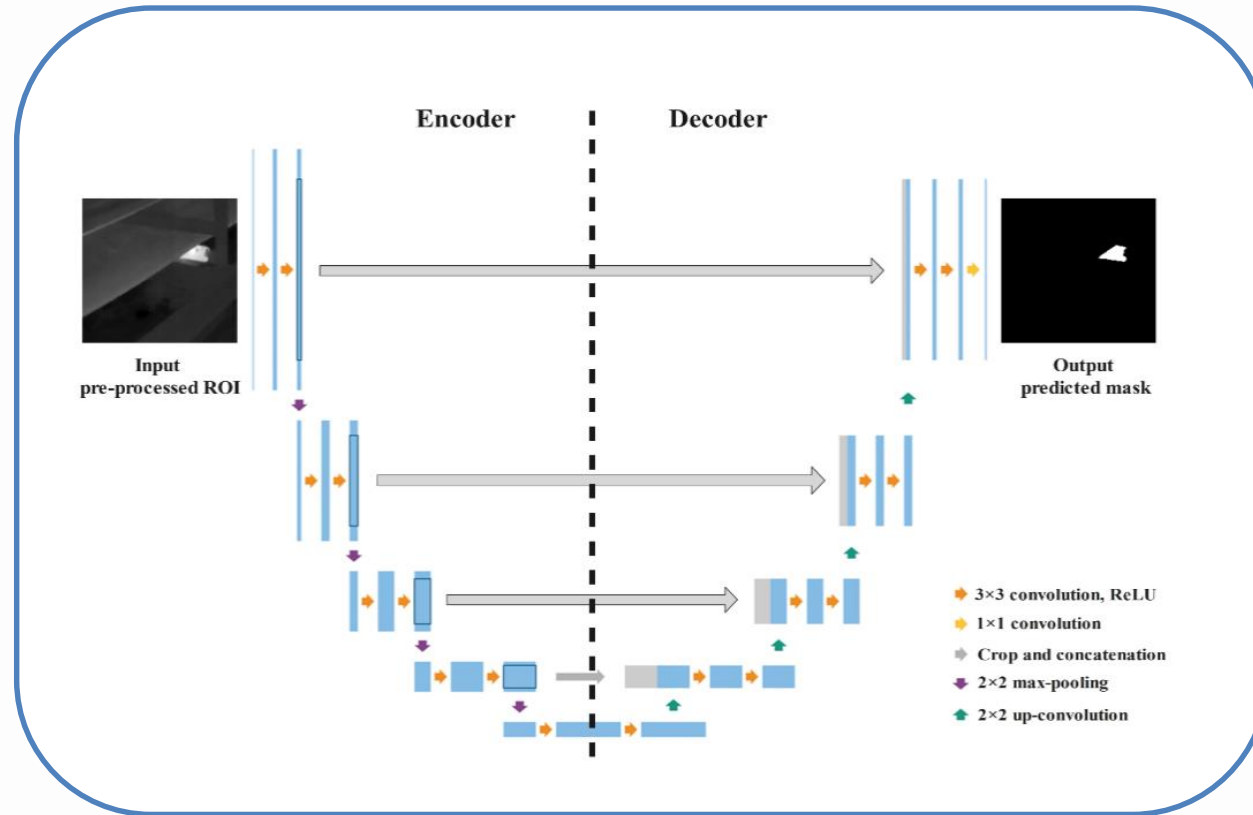 Encoder
Decoder
Input
pre-processed ROI
Output
predicted mask
3×3 convolution, ReLU
1×1 convolution
Crop and concatenation
2×2 max-pooling
2×2 up-convolution